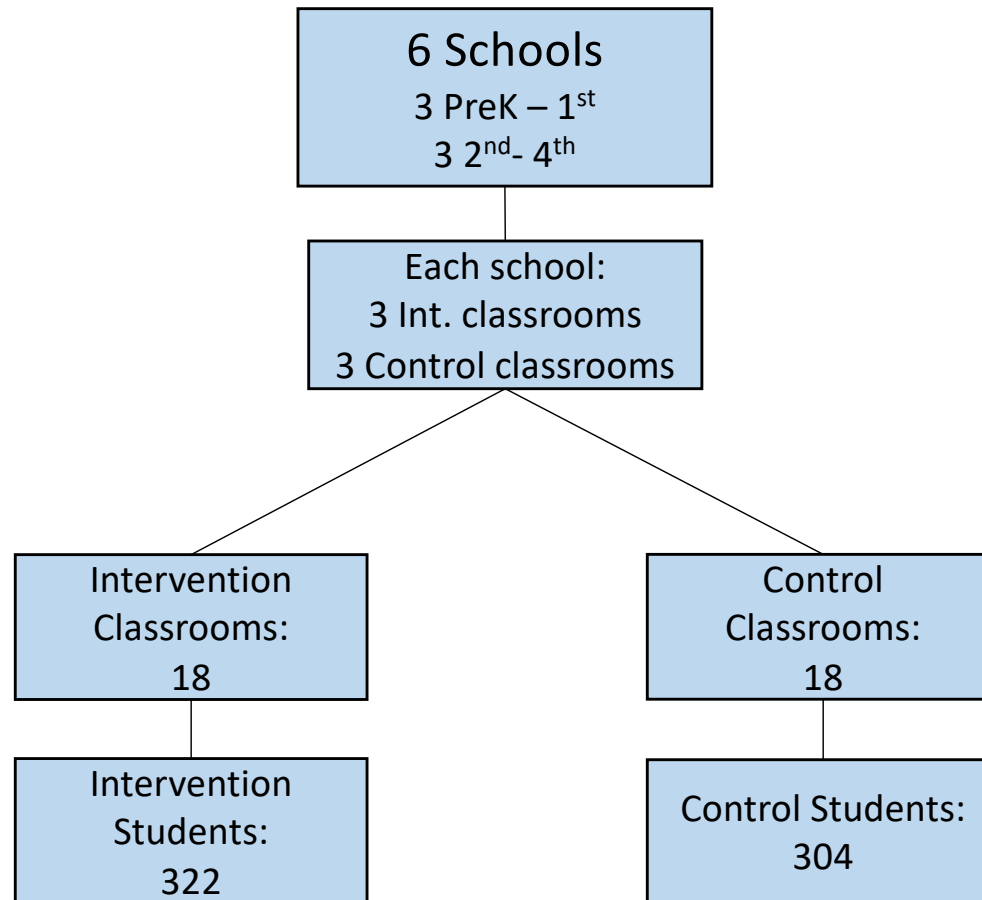 6 Schools
3 PreK – 1st
3 2nd- 4th
Each school:
3 Int. classrooms
3 Control classrooms
Intervention
Classrooms:
18
Control
Classrooms:
18
Intervention
Students:
322
Control Students:
304